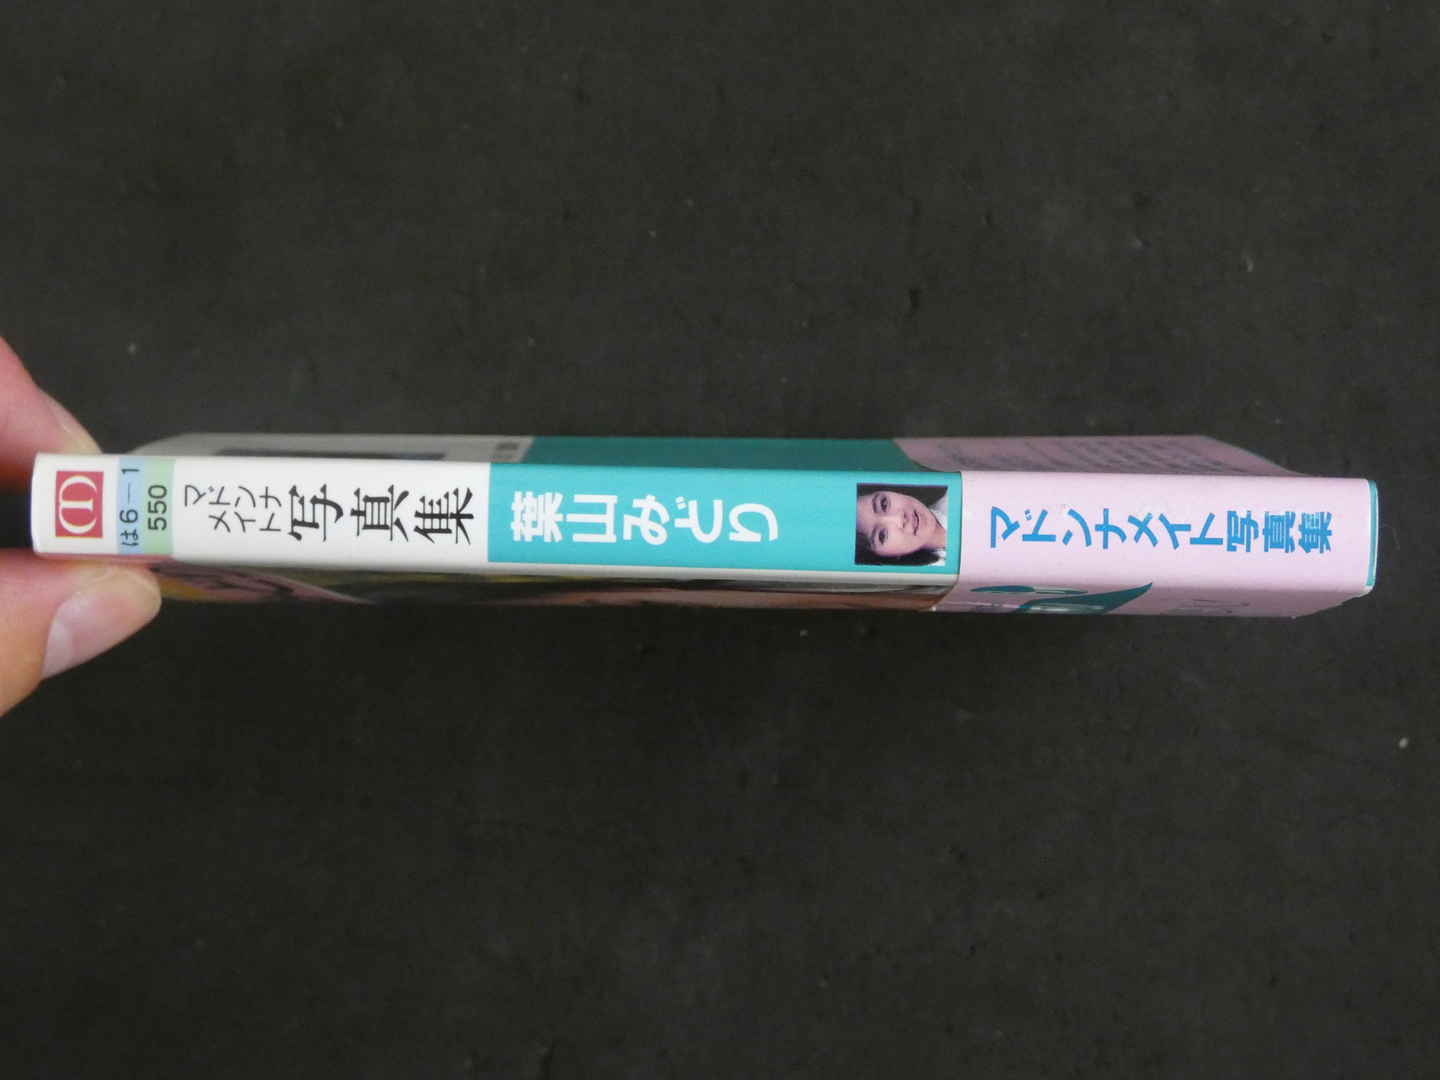 は6-1
550
マドンナ
メイト
写真集
葉山みどり
マドンナメイト写真集